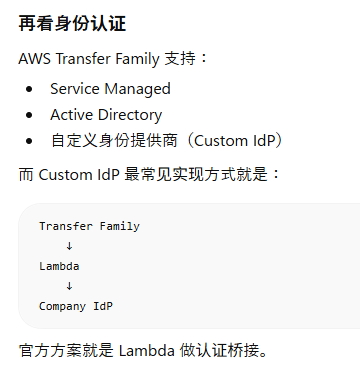 再看身份认证
AWS Transfer Family 支持：
• Service Managed
• Active Directory
• 自定义身份提供商（Custom IdP）
而 Custom IdP 最常见实现方式就是：
Transfer Family
↓
Lambda
↓
Company IdP
官方方案就是 Lambda 做认证桥接。